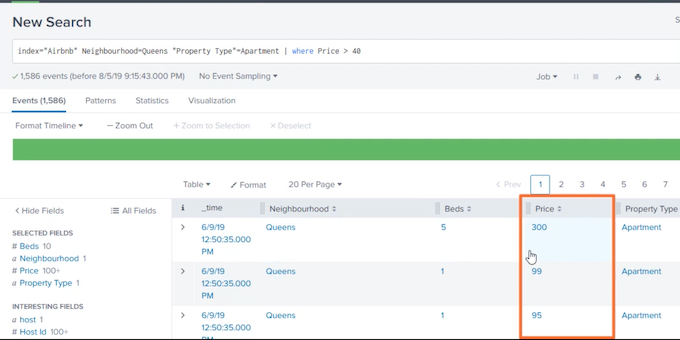 New Search
S
index="Airbnb" Neighbourhood=Queens "Property Type"=Apartment | where Price > 40
✓ 1,586 events (before 8/5/19 9:15:43.000 PM) No Event Sampling Job
Events (1,586) Patterns Statistics Visualization
Format Timeline — Zoom Out + Zoom to Selection × Deselect
Table Format 20 Per Page < Prev 1 2 3 4 5 6 7
< Hide Fields All Fields
SELECTED FIELDS
# Beds 10
a Neighbourhood 1
# Price 100+
a Property Type 1
INTERESTING FIELDS
a host 1
# Host Id 100+
i _time Neighbourhood Beds Price Property Type
> 6/9/19 12:50:35.000 PM Queens 5 300 Apartment
> 6/9/19 12:50:35.000 PM Queens 1 99 Apartment
> 6/9/19 12:50:35.000 PM Queens 1 95 Apartment